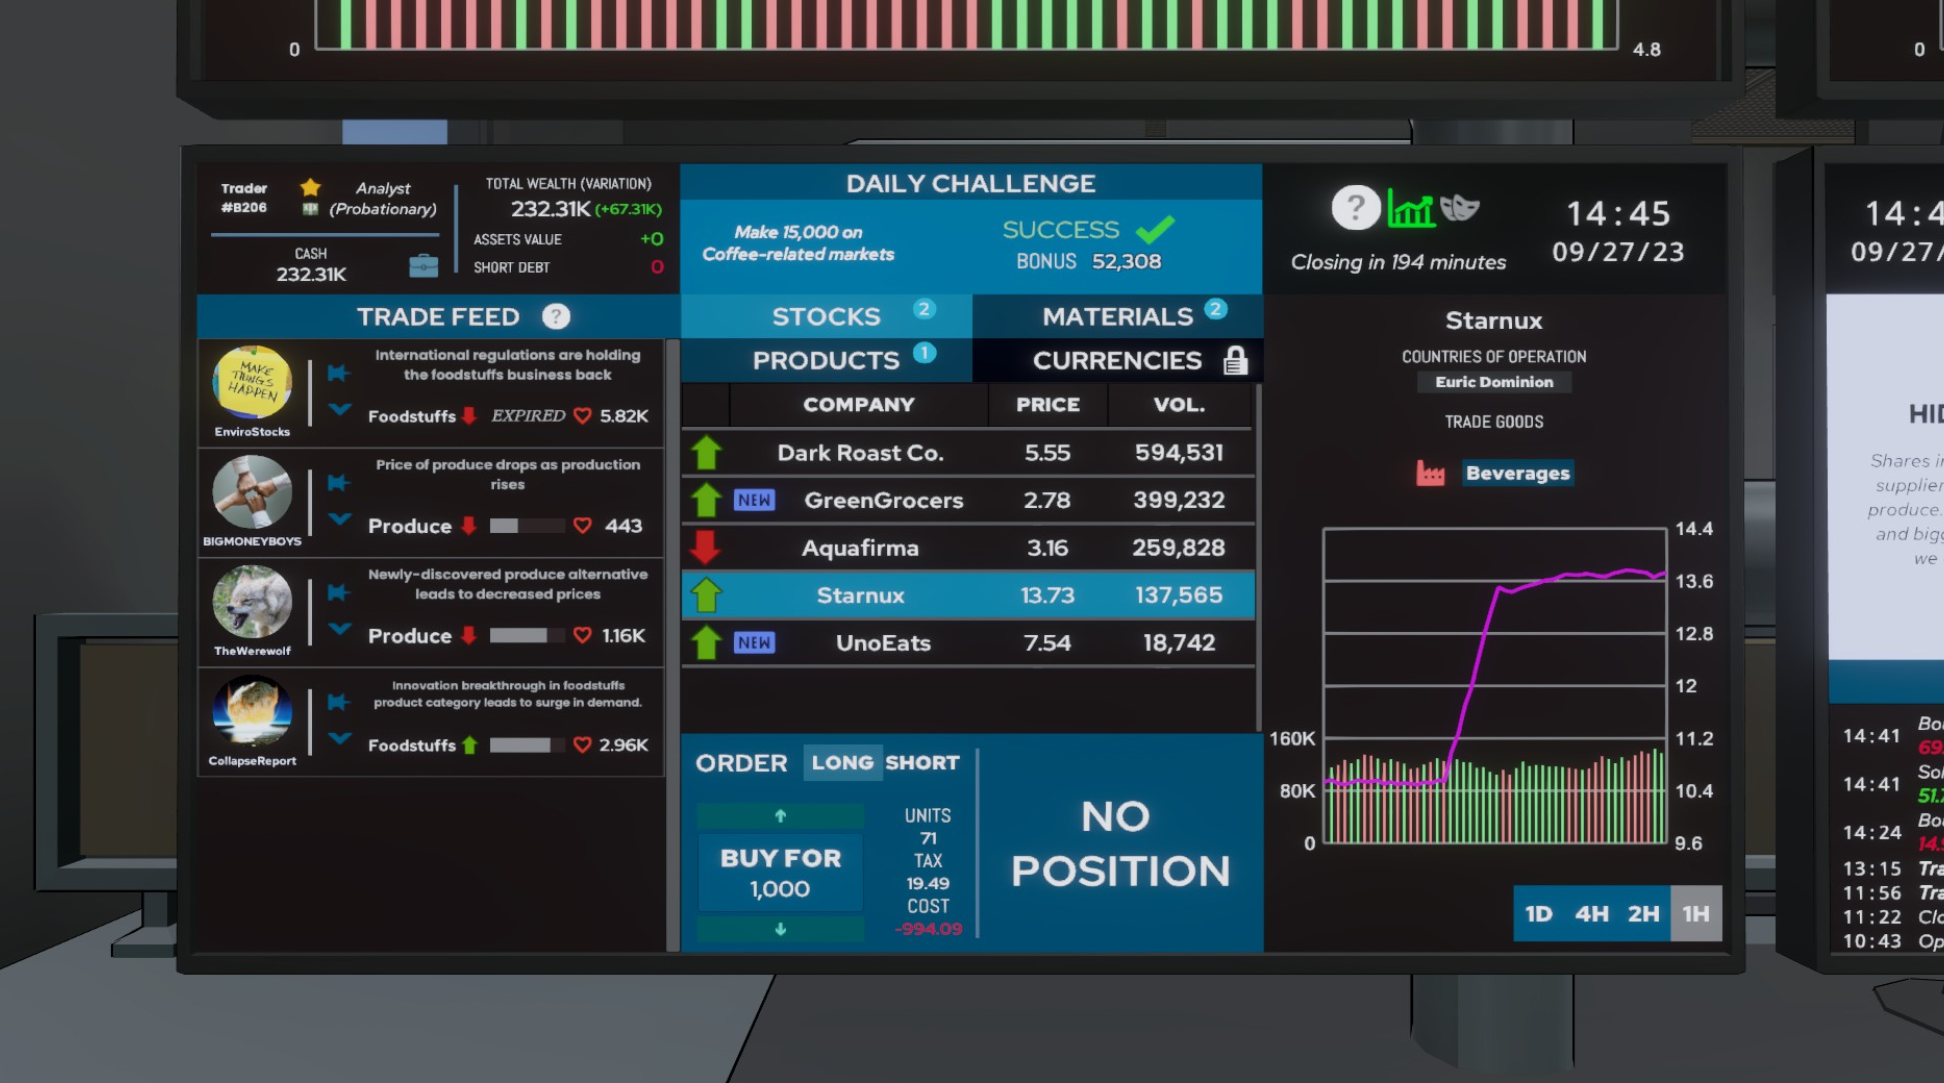 0
4.8
0
Trader
#B206
Analyst
(Probationary)
CASH
232.31K
TOTAL WEALTH (VARIATION)
232.31K (+67.31K)
ASSETS VALUE +0
SHORT DEBT 0
DAILY CHALLENGE
Make 15,000 on
Coffee-related markets
SUCCESS
BONUS 52,308
?
Closing in 194 minutes
14:45
09/27/23
TRADE FEED ?
MAKE
THINGS
HAPPEN
EnviroStocks
International regulations are holding
the foodstuffs business back
Foodstuffs EXPIRED 5.82K
BIGMONEYBOYS
Price of produce drops as production
rises
Produce 443
TheWerewolf
Newly-discovered produce alternative
leads to decreased prices
Produce 1.16K
CollapseReport
Innovation breakthrough in foodstuffs
product category leads to surge in demand.
Foodstuffs 2.96K
STOCKS 2
MATERIALS 2
PRODUCTS 1
CURRENCIES
COMPANY PRICE VOL.
Dark Roast Co. 5.55 594,531
NEW GreenGrocers 2.78 399,232
Aquafirma 3.16 259,828
Starnux 13.73 137,565
NEW UnoEats 7.54 18,742
ORDER LONG SHORT
BUY FOR
1,000
UNITS
71
TAX
19.49
COST
-994.09
NO
POSITION
Starnux
COUNTRIES OF OPERATION
Euric Dominion
TRADE GOODS
Beverages
14.4
13.6
12.8
12
160K 11.2
80K 10.4
0 9.6
1D 4H 2H 1H
14:4
09/27/
HID
Shares i
supplier
produce.
and bigg
we
14:41
69
14:41
51.
14:24
14.
13:15 Tra
11:56 Tra
11:22 Clo
10:43 Op